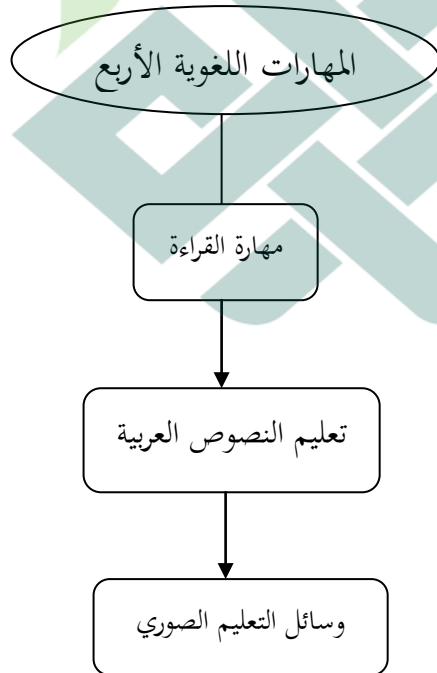 المهارات اللغوية الأربع
مهارة القراءة
تعليم النصوص العربية
وسائل التعليم الصوري